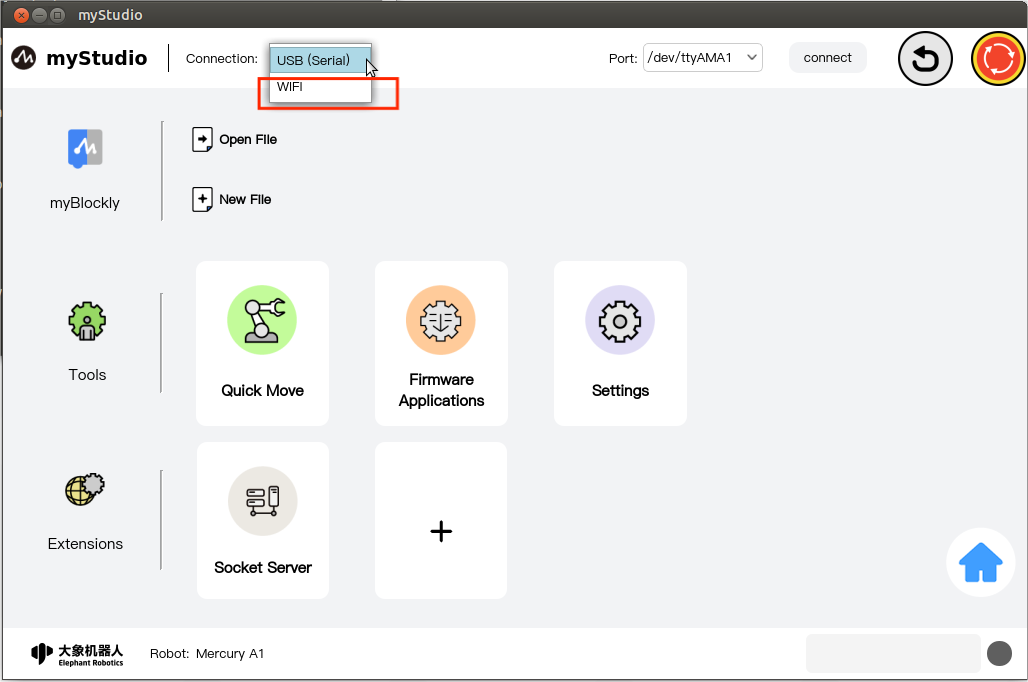 myStudio
myStudio
Connection:
USB (Serial)
WIFI
Port:
/dev/ttyAMA1
connect
myBlockly
Open File
New File
Tools
Quick Move
Firmware
Applications
Settings
Extensions
Socket Server
大象机器人
Elephant Robotics
Robot: Mercury A1